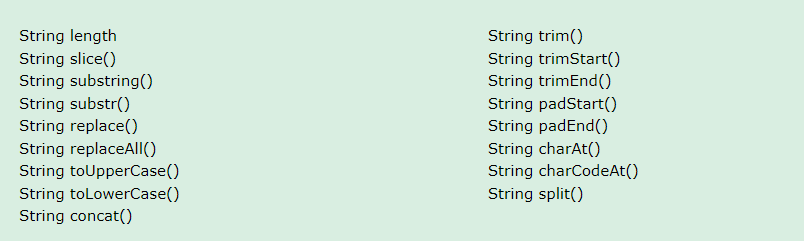 String length
String slice()
String substring()
String substr()
String replace()
String replaceAll()
String toUpperCase()
String toLowerCase()
String concat()
String trim()
String trimStart()
String trimEnd()
String padStart()
String padEnd()
String charAt()
String charCodeAt()
String split()